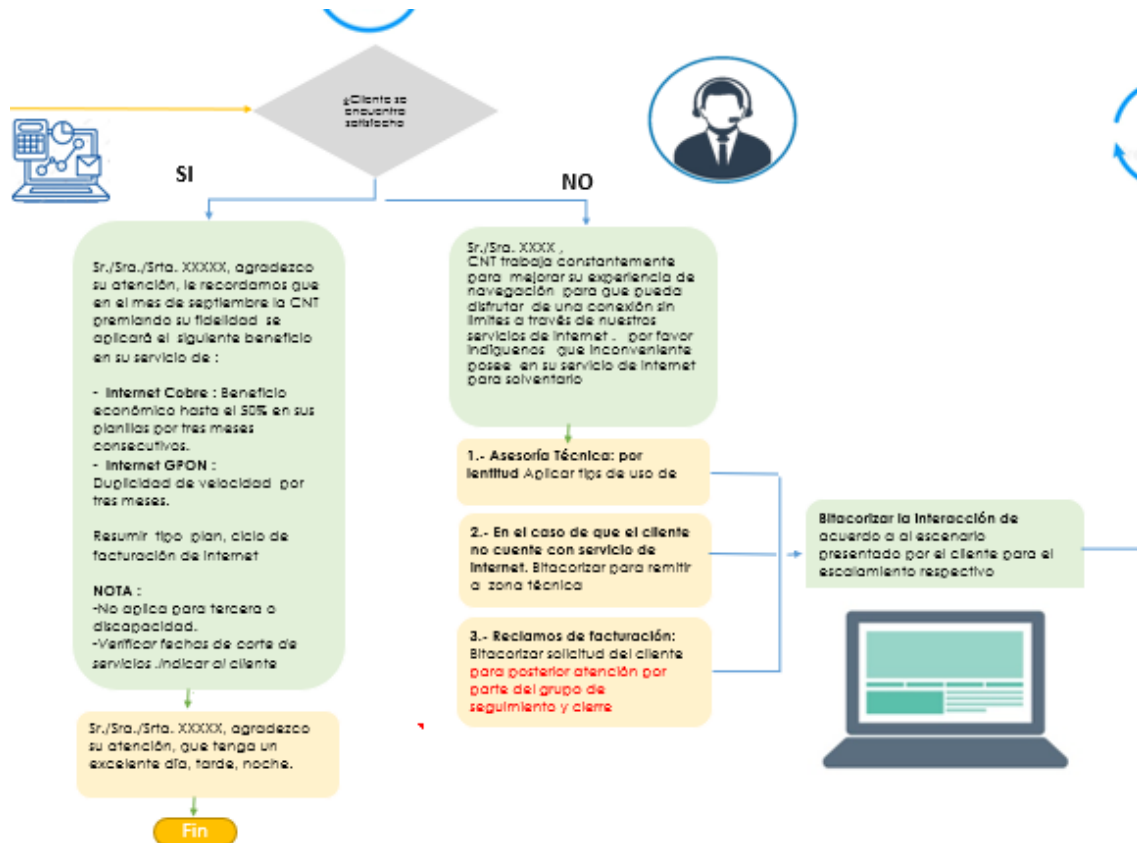 ¿Cliente se
encuentra
satisfecho
SI
NO
Sr./Sra./Srta. XXXXX, agradezco
su atención, le recordamos que
en el mes de septiembre la CNT
premiando su fidelidad se
aplicará el siguiente beneficio
en su servicio de :
- Internet Cobre : Beneficio
económico hasta el 50% en sus
planillas por tres meses
consecutivos.
- Internet GPON :
Duplicidad de velocidad por
tres meses.
Resumir tipo plan, ciclo de
facturación de internet
NOTA :
-No aplica para tercera o
discapacidad.
-Verificar fechas de corte de
servicios .indicar al cliente
Sr./Sra./Srta. XXXXX, agradezco
su atención, que tenga un
excelente día, tarde, noche.
Fin
Sr./Sra. XXXX ,
CNT trabaja constantemente
para mejorar su experiencia de
navegación para que pueda
disfrutar de una conexión sin
limites a través de nuestros
servicios de internet . por favor
indíguenos que inconveniente
posee en su servicio de internet
para solventarlo
1.- Asesoría Técnica: por
lentitud Aplicar tips de uso de
2.- En el caso de que el cliente
no cuente con servicio de
internet. Bitacorizar para remitir
a zona técnica
3.- Reclamos de facturación:
Bitacorizar solicitud del cliente
para posterior atención por
parte del grupo de
seguimiento y cierre
Bitacorizar la interacción de
acuerdo a al escenario
presentado por el cliente para el
escalamiento respectivo